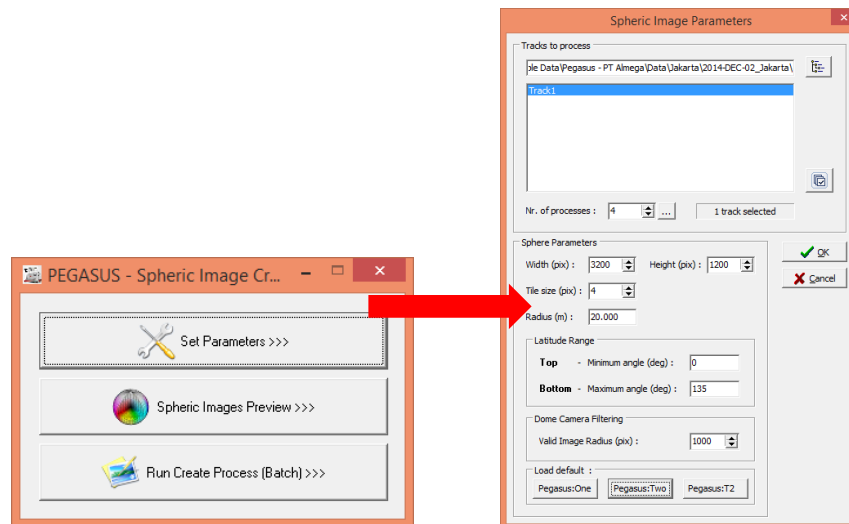 PEGASUS - Spheric Image Cr...
Set Parameters >>>
Spheric Images Preview >>>
Run Create Process (Batch) >>>
Spheric Image Parameters
Tracks to process
ple Data\Pegasus - PT Almega\Data\Jakarta\2014-DEC-02_Jakarta\
Track1
Nr. of processes : 4 ... 1 track selected
Sphere Parameters
Width (pix) : 3200 Height (pix) : 1200
Tile size (pix) : 4
Radius (m) : 20.000
Latitude Range
Top - Minimum angle (deg) : 0
Bottom - Maximum angle (deg) : 135
Dome Camera Filtering
Valid Image Radius (pix) : 1000
Load default :
Pegasus:One Pegasus:Two Pegasus:T2
OK
Cancel